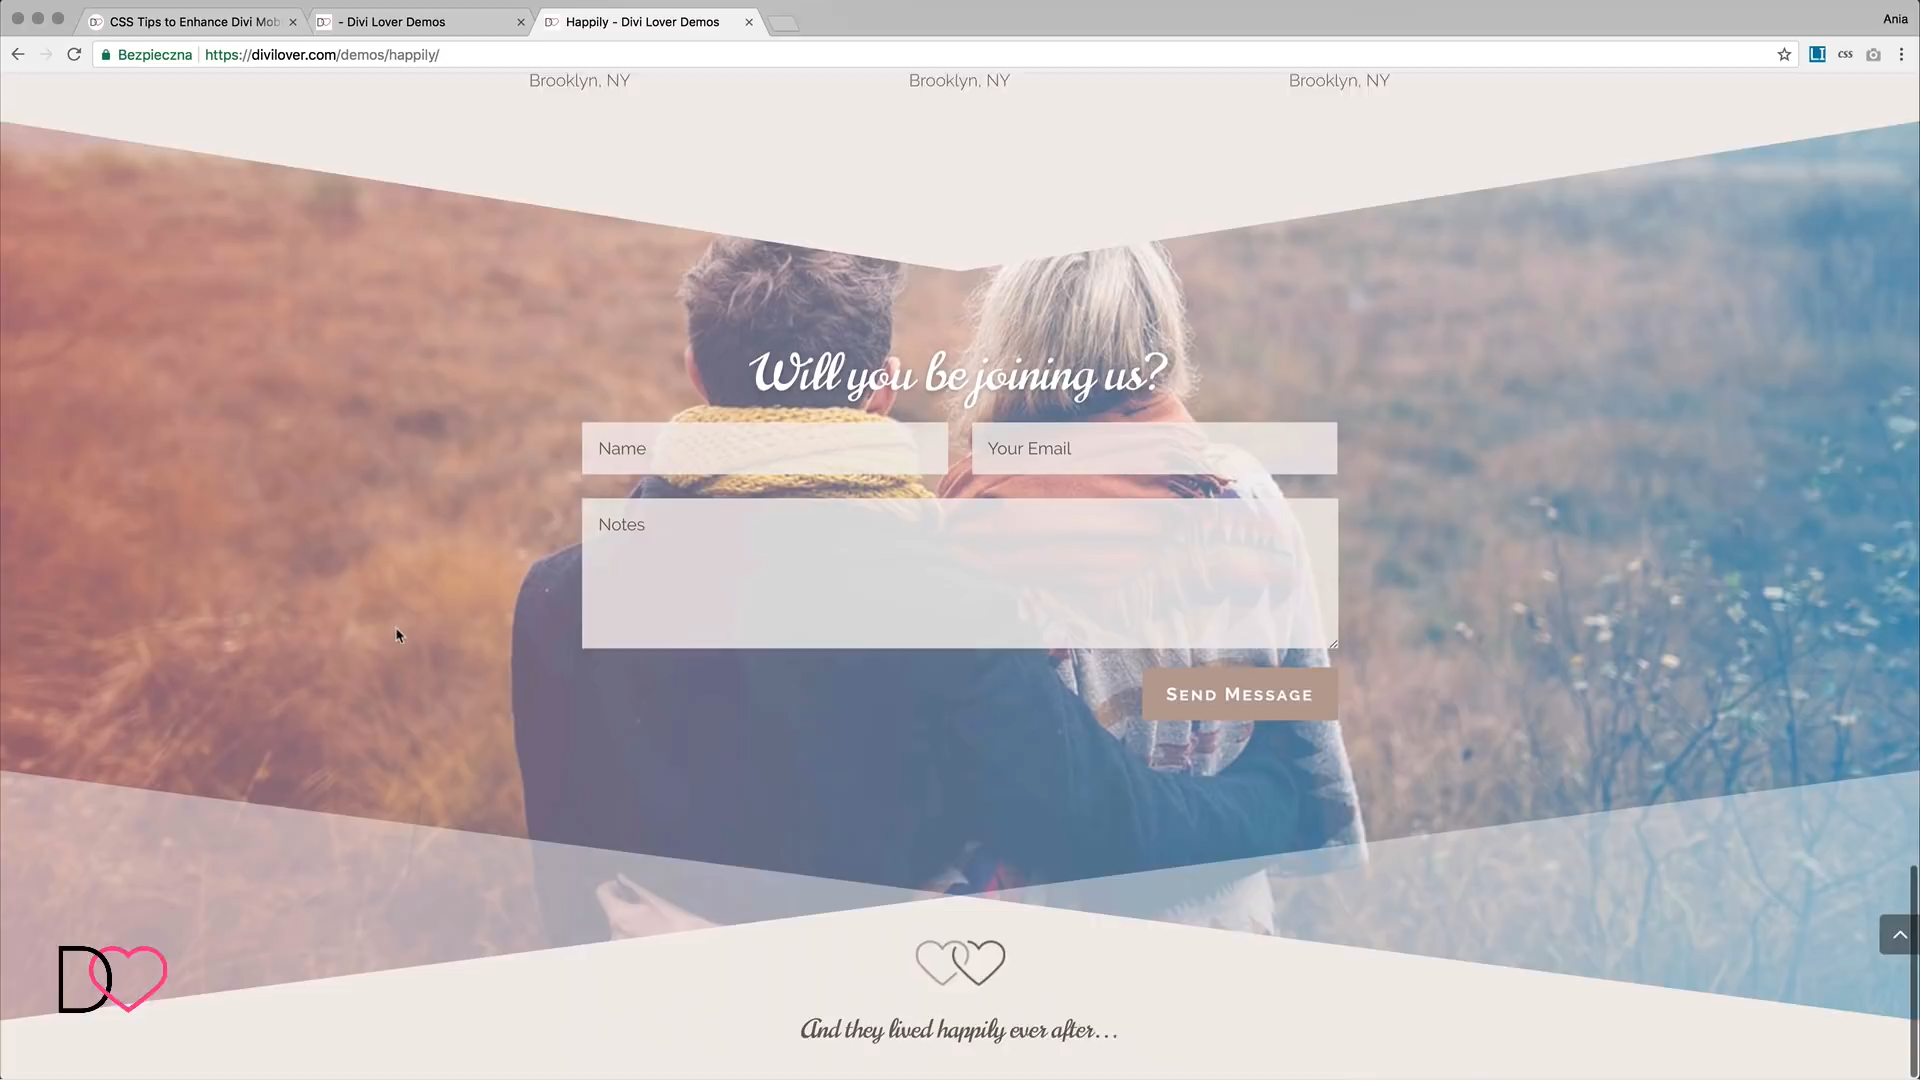 CSS Tips to Enhance Divi Mob
- Divi Lover Demos
Happily - Divi Lover Demos
Ania
Bezpieczna
https://divilover.com/demos/happily/
css
Brooklyn, NY
Brooklyn, NY
Brooklyn, NY
Will you be joining us?
Name
Your Email
Notes
Send Message
And they lived happily ever after...